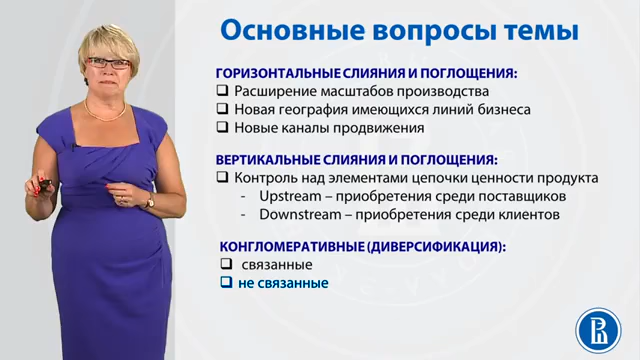 Основные вопросы темы
ГОРИЗОНТАЛЬНЫЕ СЛИЯНИЯ И ПОГЛОЩЕНИЯ:
Расширение масштабов производства
Новая география имеющихся линий бизнеса
Новые каналы продвижения
ВЕРТИКАЛЬНЫЕ СЛИЯНИЯ И ПОГЛОЩЕНИЯ:
Контроль над элементами цепочки ценности продукта
- Upstream – приобретения среди поставщиков
- Downstream – приобретения среди клиентов
КОНГЛОМЕРАТИВНЫЕ (ДИВЕРСИФИКАЦИЯ):
связанные
не связанные